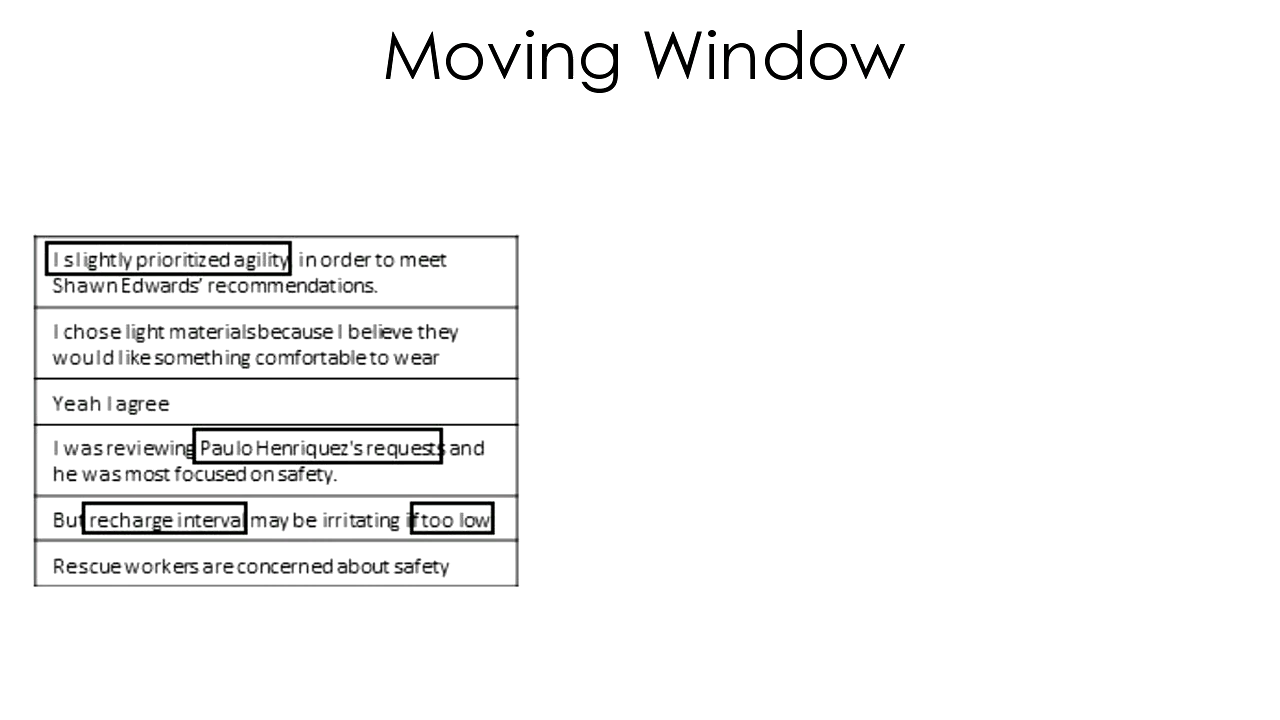 Moving Window
I slightly prioritized agility in order to meet
Shawn Edwards’ recommendations.
I chose light materials because I believe they
would like something comfortable to wear
Yeah I agree
I was reviewing Paulo Henriquez's requests and
he was most focused on safety.
But recharge interval may be irritating if too low
Rescue workers are concerned about safety